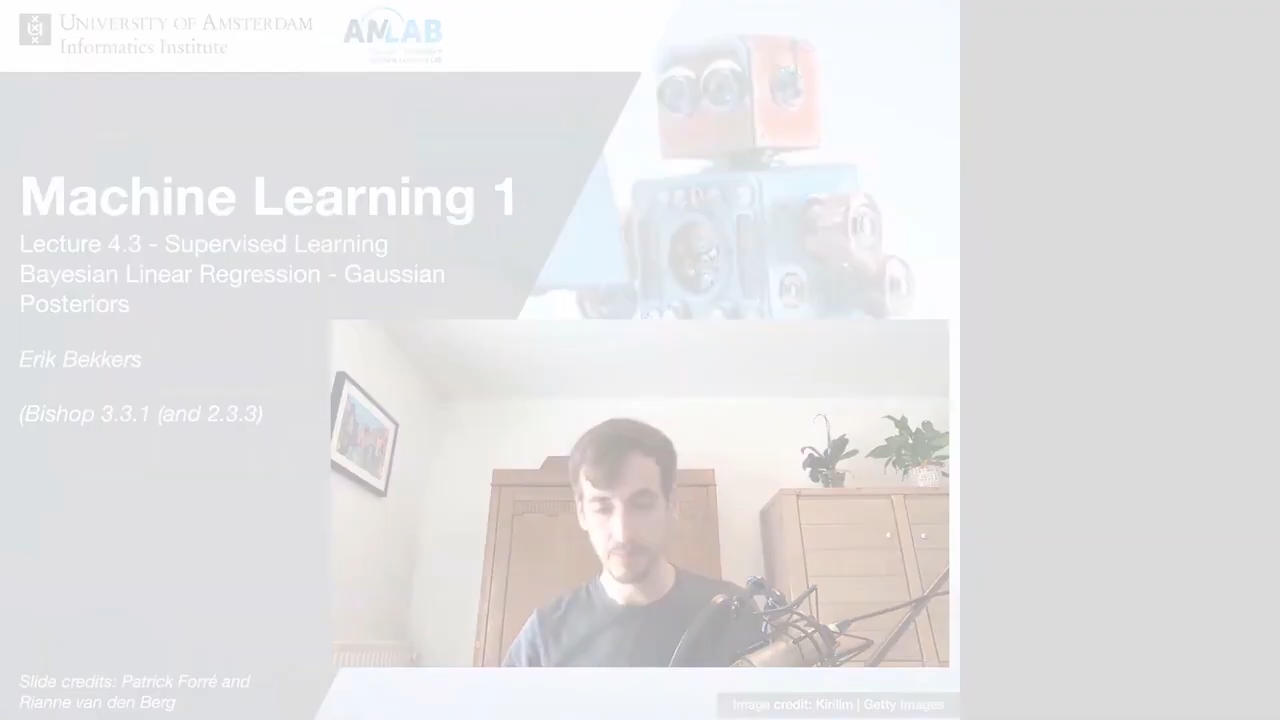 UNIVERSITY OF AMSTERDAM
Informatics Institute
AMLAB
Machine Learning 1
Lecture 4.3 - Supervised Learning
Bayesian Linear Regression - Gaussian
Posteriors
Erik Bekkers
(Bishop 3.3.1 (and 2.3.3)
Slide credits: Patrick Forré and
Rianne van den Berg
Image credit: Kirillm | Getty Images